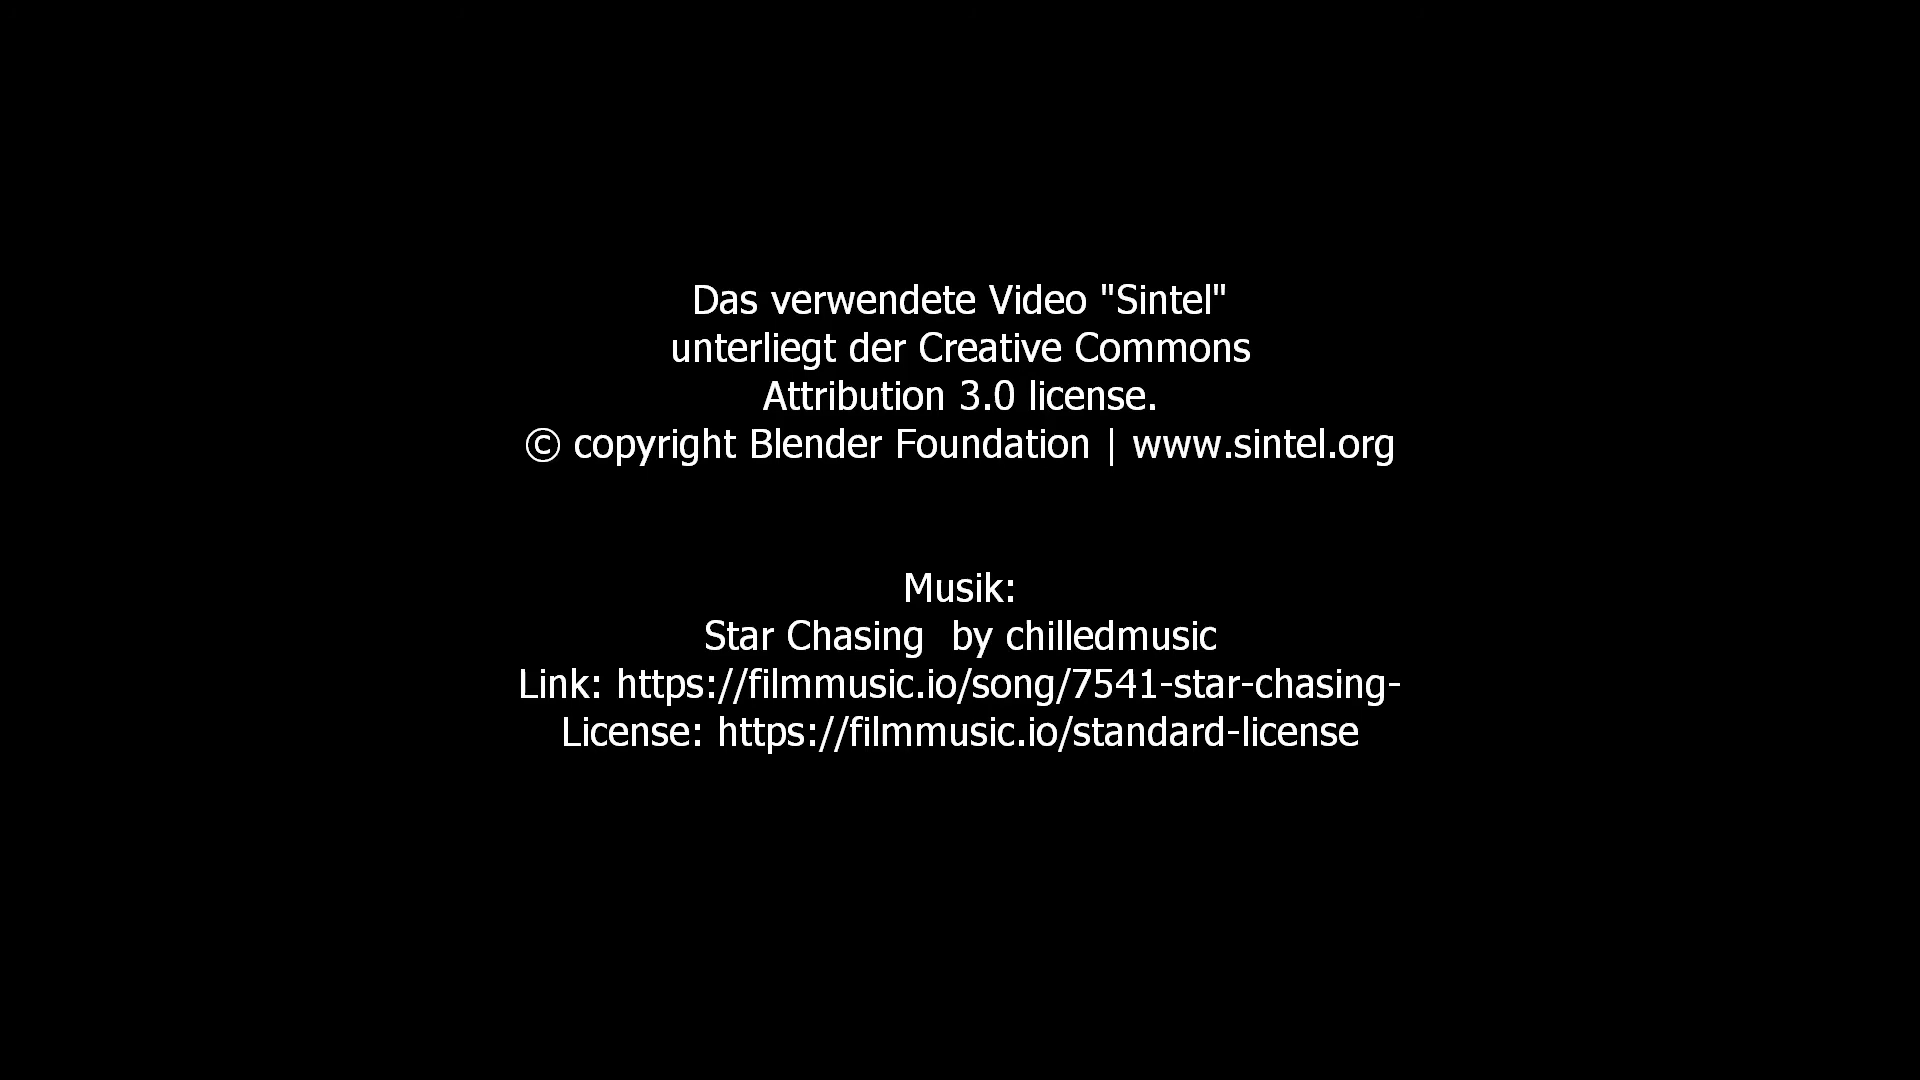 Das verwendete Video "Sintel"
unterliegt der Creative Commons
Attribution 3.0 license.
© copyright Blender Foundation | www.sintel.org
Musik:
Star Chasing  by chilledmusic
Link: https://filmmusic.io/song/7541-star-chasing-
License: https://filmmusic.io/standard-license